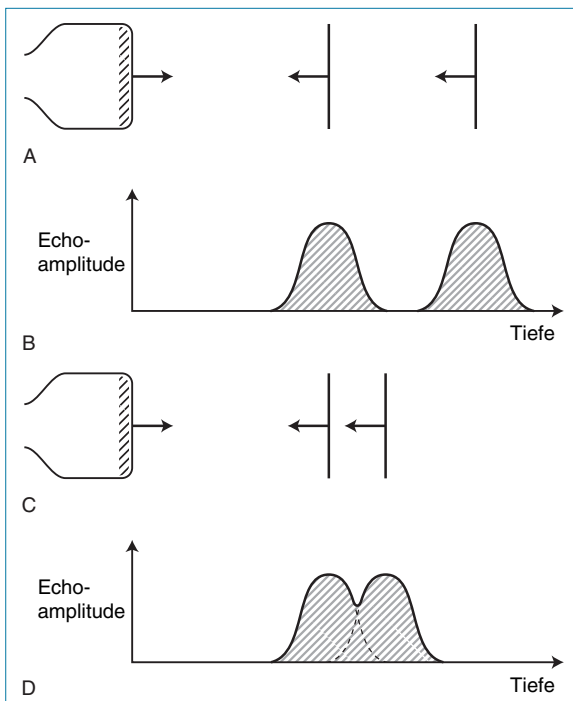 A
Echo-
amplitude
B
Tiefe
C
Echo-
amplitude
D
Tiefe